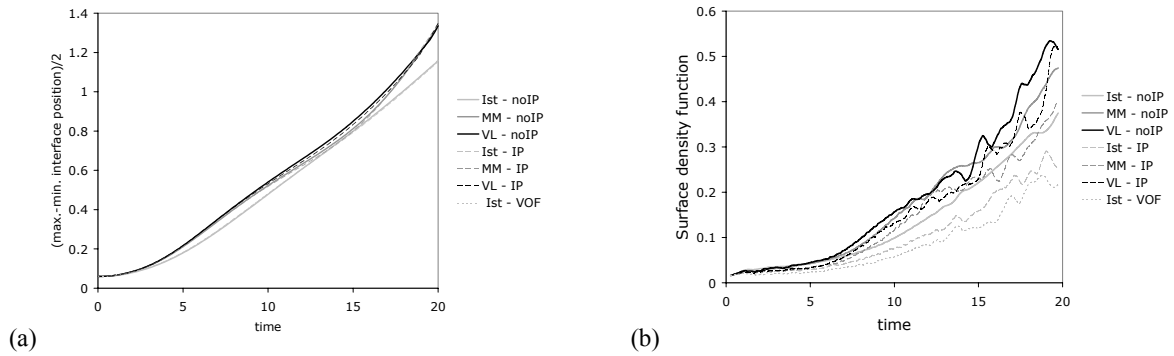 (max.-min. interface position)/2
1.4
1.2
1
0.8
0.6
0.4
0.2
0
0 5 10 15 20
time
Ist - noIP
MM - noIP
VL - noIP
Ist - IP
MM - IP
VL - IP
Ist - VOF
(a)
Surface density function
0.6
0.5
0.4
0.3
0.2
0.1
0
0 5 10 15 20
time
Ist - noIP
MM - noIP
VL - noIP
Ist - IP
MM - IP
VL - IP
Ist - VOF
(b)